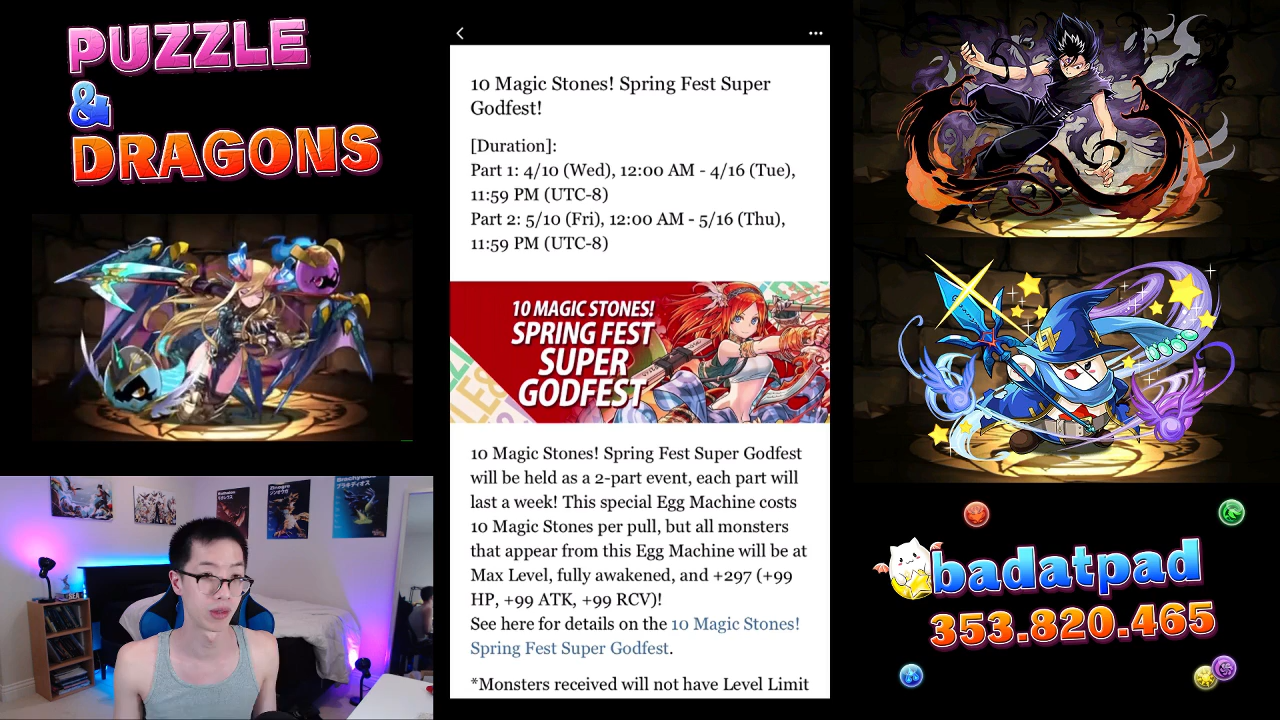 PUZZLE
&
DRAGONS
10 Magic Stones! Spring Fest Super
Godfest!
[Duration]:
Part 1: 4/10 (Wed), 12:00 AM - 4/16 (Tue),
11:59 PM (UTC-8)
Part 2: 5/10 (Fri), 12:00 AM - 5/16 (Thu),
11:59 PM (UTC-8)
10 MAGIC STONES!
SPRING FEST
SUPER
GODFEST
10 Magic Stones! Spring Fest Super Godfest
will be held as a 2-part event, each part will
last a week! This special Egg Machine costs
10 Magic Stones per pull, but all monsters
that appear from this Egg Machine will be at
Max Level, fully awakened, and +297 (+99
HP, +99 ATK, +99 RCV)!
See here for details on the 10 Magic Stones!
Spring Fest Super Godfest.
*Monsters received will not have Level Limit
badatpad
353.820.465